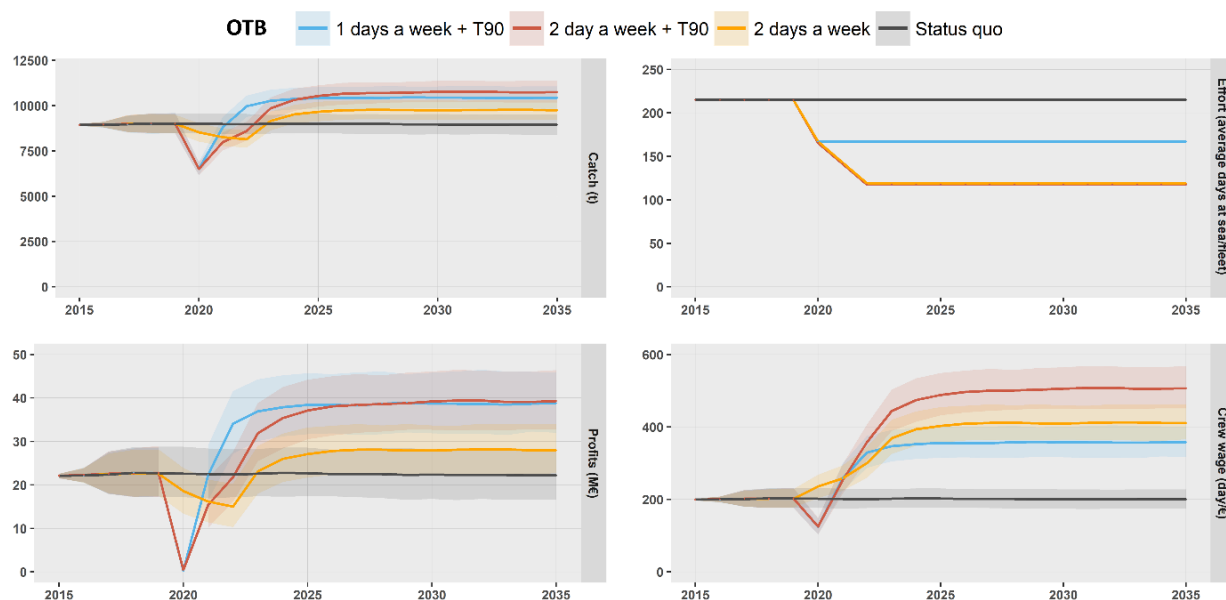 OTB 1 days a week + T90 2 day a week + T90 2 days a week Status quo
12500
10000
7500
5000
2500
0
2015 2020 2025 2030 2035
Catch (t)
250
200
150
100
50
0
2015 2020 2025 2030 2035
Effort (average days at sea/fleet)
50
40
30
20
10
0
2015 2020 2025 2030 2035
Profits (M€)
600
400
200
0
2015 2020 2025 2030 2035
Crew wage (day/€)